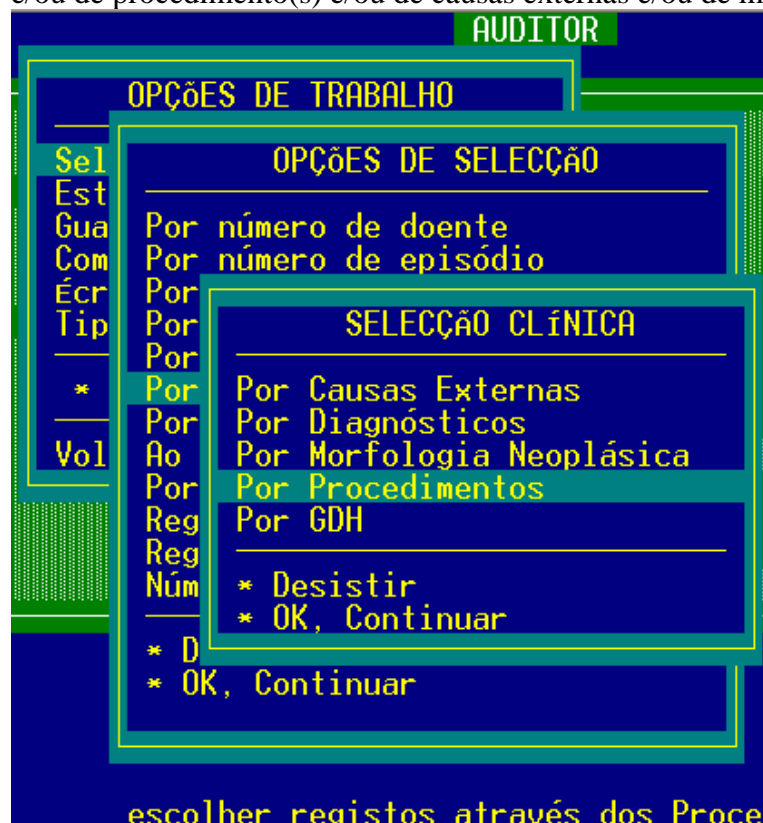 e/ou de procedimento(s) e/ou de causas externas e/ou de
AUDITOR
OPÇõES DE TRABALHO
Sel
Est
Gua
Com
Écr
Tip
*
Vol
OPÇõES DE SELECÇãO
Por número de doente
Por número de episódio
Por
Por
Por
Por
Por
Ao
Por
Reg
Reg
Núm
* D
* OK, Continuar
SELECÇãO CLíNICA
Por Causas Externas
Por Diagnósticos
Por Morfologia Neoplásica
Por Procedimentos
Por GDH
* Desistir
* OK, Continuar
escolher registos através dos Proce